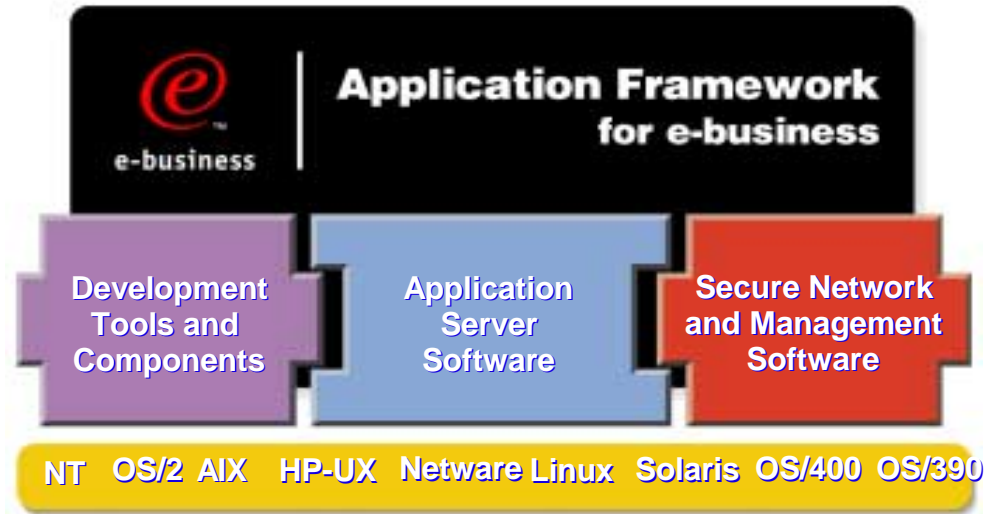 e
TM
e-business
Application Framework
for e-business
Development
Tools and
Components
Application
Server
Software
Secure Network
and Management
Software
NT OS/2 AIX HP-UX Netware Linux Solaris OS/400 OS/390